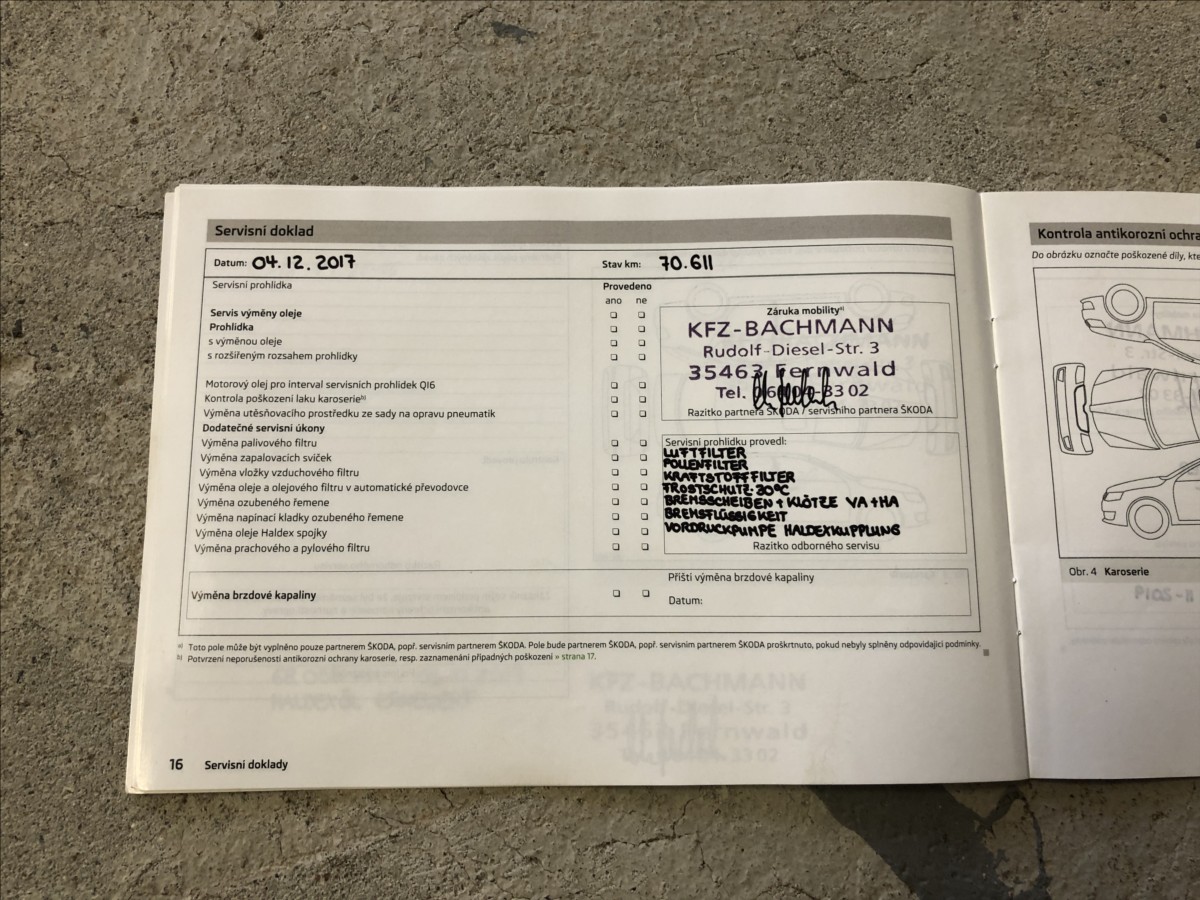 Servisní doklad
Datum: 04.12.2017 Stav km: 70.611
Servisní prohlídka Provedeno
ano ne
Servis výměny oleje
Prohlídka
s výměnou oleje
s rozšířeným rozsahem prohlídky
Motorový olej pro interval servisních prohlídek QI6
Kontrola poškození laku karoserie b)
Výměna utěsňovacího prostředku ze sady na opravu pneumatik
Dodatečné servisní úkony
Výměna palivového filtru
Výměna zapalovacích svíček
Výměna vložky vzduchového filtru
Výměna oleje a olejového filtru v automatické převodovce
Výměna ozubeného řemene
Výměna napínací kladky ozubeného řemene
Výměna oleje Haldex spojky
Výměna prachového a pylového filtru
Záruka mobility a)
KFZ-BACHMANN
Rudolf-Diesel-Str. 3
35463 Fernwald
Tel. 33 02
Razítko partnera ŠKODA / servisního partnera ŠKODA
Servisní prohlídku provedl:
LUFTFILTER
POLLENFILTER
KRAFTSTOFFFILTER
FROSTSCHUTZ-20°C
BREMSSCHEIBEN + KLÖTZE VA+HA
BREMSFLÜSSIGKEIT
VORDRUCKPUMPE HALDEXKUPPLUNG
Razítko odborného servisu
Výměna brzdové kapaliny
Příští výměna brzdové kapaliny
Datum:
a) Toto pole může být vyplněno pouze partnerem ŠKODA, popř. servisním partnerem ŠKODA. Pole bude partnerem ŠKODA, popř. servisním partnerem ŠKODA proškrtnuto, pokud nebyly splněny odpovídající podmínky.
b) Potvrzení neporušenosti antikorozní ochrany karoserie, resp. zaznamenání případných poškození » strana 17.
16 Servisní doklady
Kontrola antikorozní ochra
Do obrázku označte poškozené díly, kte
Obr. 4 Karoserie